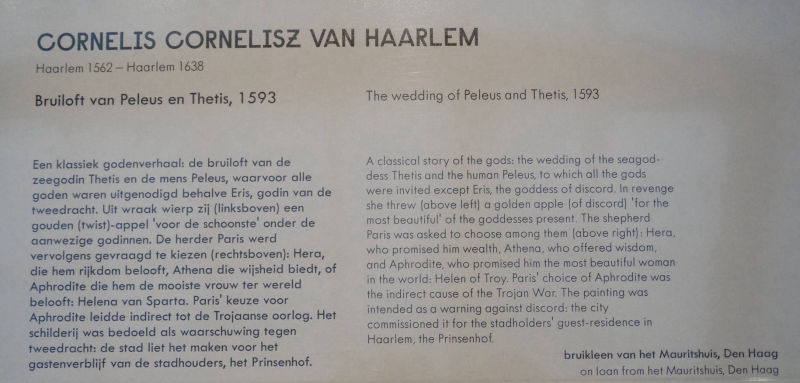 CORNELIS CORNELISZ VAN HAARLEM
Haarlem 1562 – Haarlem 1638
Bruiloft van Peleus en Thetis, 1593
Een klassiek godenverhaal: de bruiloft van de
zeegodin Thetis en de mens Peleus, waarvoor alle
goden waren uitgenodigd behalve Eris, godin van de
tweedracht. Uit wraak wierp zij (linksboven) een
gouden (twist)-appel 'voor de schoonste' onder de
aanwezige godinnen. De herder Paris werd
vervolgens gevraagd te kiezen (rechtsboven): Hera,
die hem rijkdom belooft, Athena die wijsheid biedt, of
Aphrodite die hem de mooiste vrouw ter wereld
belooft: Helena van Sparta. Paris' keuze voor
Aphrodite leidde indirect tot de Trojaanse oorlog. Het
schilderij was bedoeld als waarschuwing tegen
tweedracht: de stad liet het maken voor het
gastenverblijf van de stadhouders, het Prinsenhof.
The wedding of Peleus and Thetis, 1593
A classical story of the gods: the wedding of the seagod-
dess Thetis and the human Peleus, to which all the gods
were invited except Eris, the goddess of discord. In revenge
she threw (above left) a golden apple (of discord) 'for the
most beautiful' of the goddesses present. The shepherd
Paris was asked to choose among them (above right): Hera,
who promised him wealth, Athena, who offered wisdom,
and Aphrodite, who promised him the most beautiful woman
in the world: Helen of Troy. Paris' choice of Aphrodite was
the indirect cause of the Trojan War. The painting was
intended as a warning against discord: the city
commissioned it for the stadholders' guest-residence in
Haarlem, the Prinsenhof.
bruikleen van het Mauritshuis, Den Haag
on loan from het Mauritshuis, Den Haag